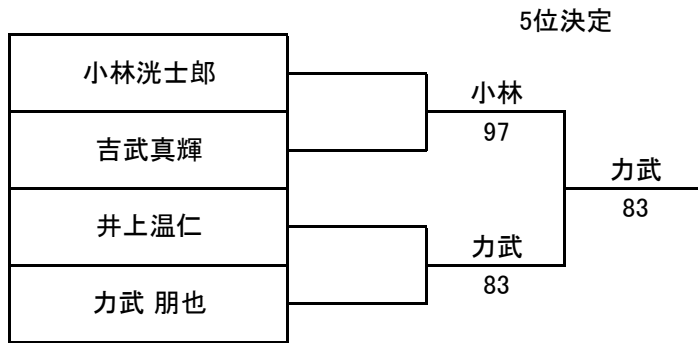 5位決定
小林洸士郎
吉武真輝
井上温仁
力武 朋也
小林
97
力武
83
力武
83